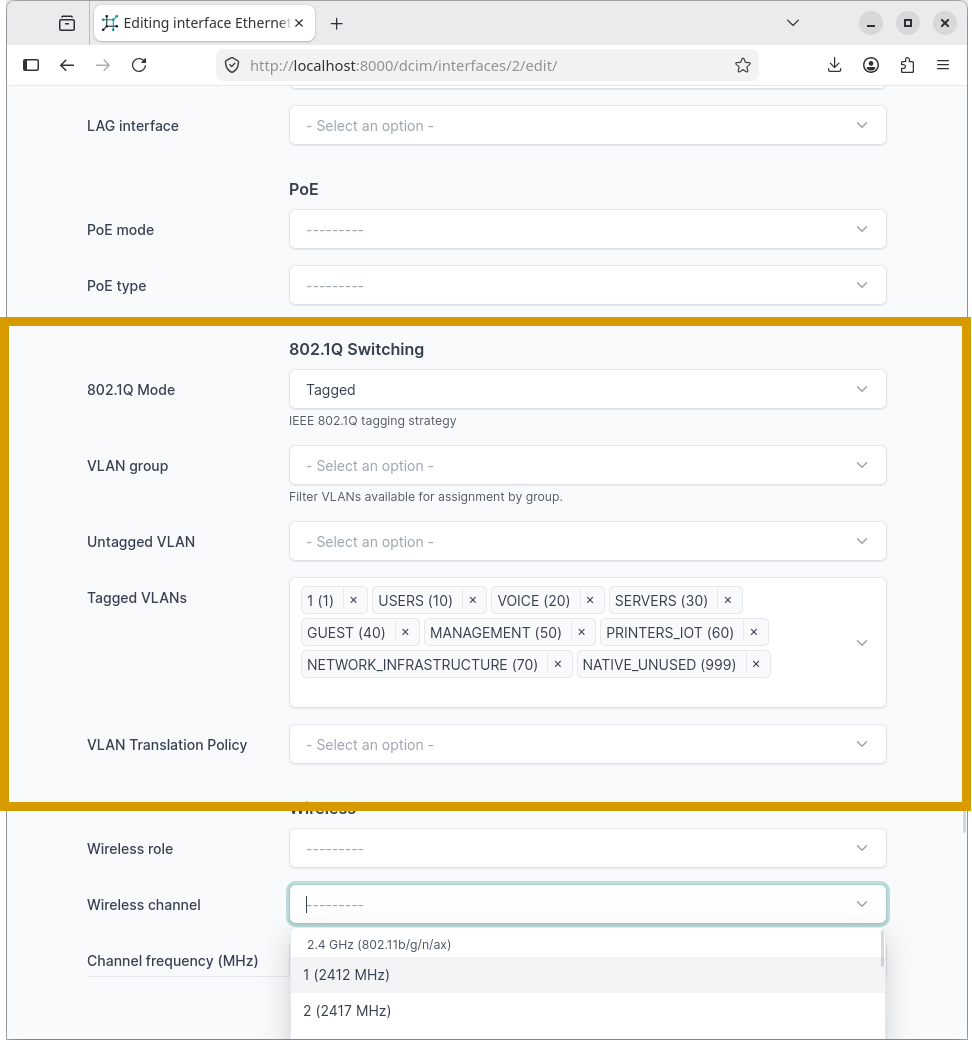 Editing interface Ethernet
http://localhost:8000/dcim/interfaces/2/edit/
LAG interface
- Select an option -
PoE
PoE mode
---------
PoE type
---------
802.1Q Switching
802.1Q Mode
Tagged
IEEE 802.1Q tagging strategy
VLAN group
- Select an option -
Filter VLANs available for assignment by group.
Untagged VLAN
- Select an option -
Tagged VLANs
1 (1) × USERS (10) × VOICE (20) × SERVERS (30) ×
GUEST (40) × MANAGEMENT (50) × PRINTERS_IOT (60) ×
NETWORK_INFRASTRUCTURE (70) × NATIVE_UNUSED (999) ×
VLAN Translation Policy
- Select an option -
Wireless
Wireless role
---------
Wireless channel
---------
2.4 GHz (802.11b/g/n/ax)
Channel frequency (MHz)
1 (2412 MHz)
2 (2417 MHz)